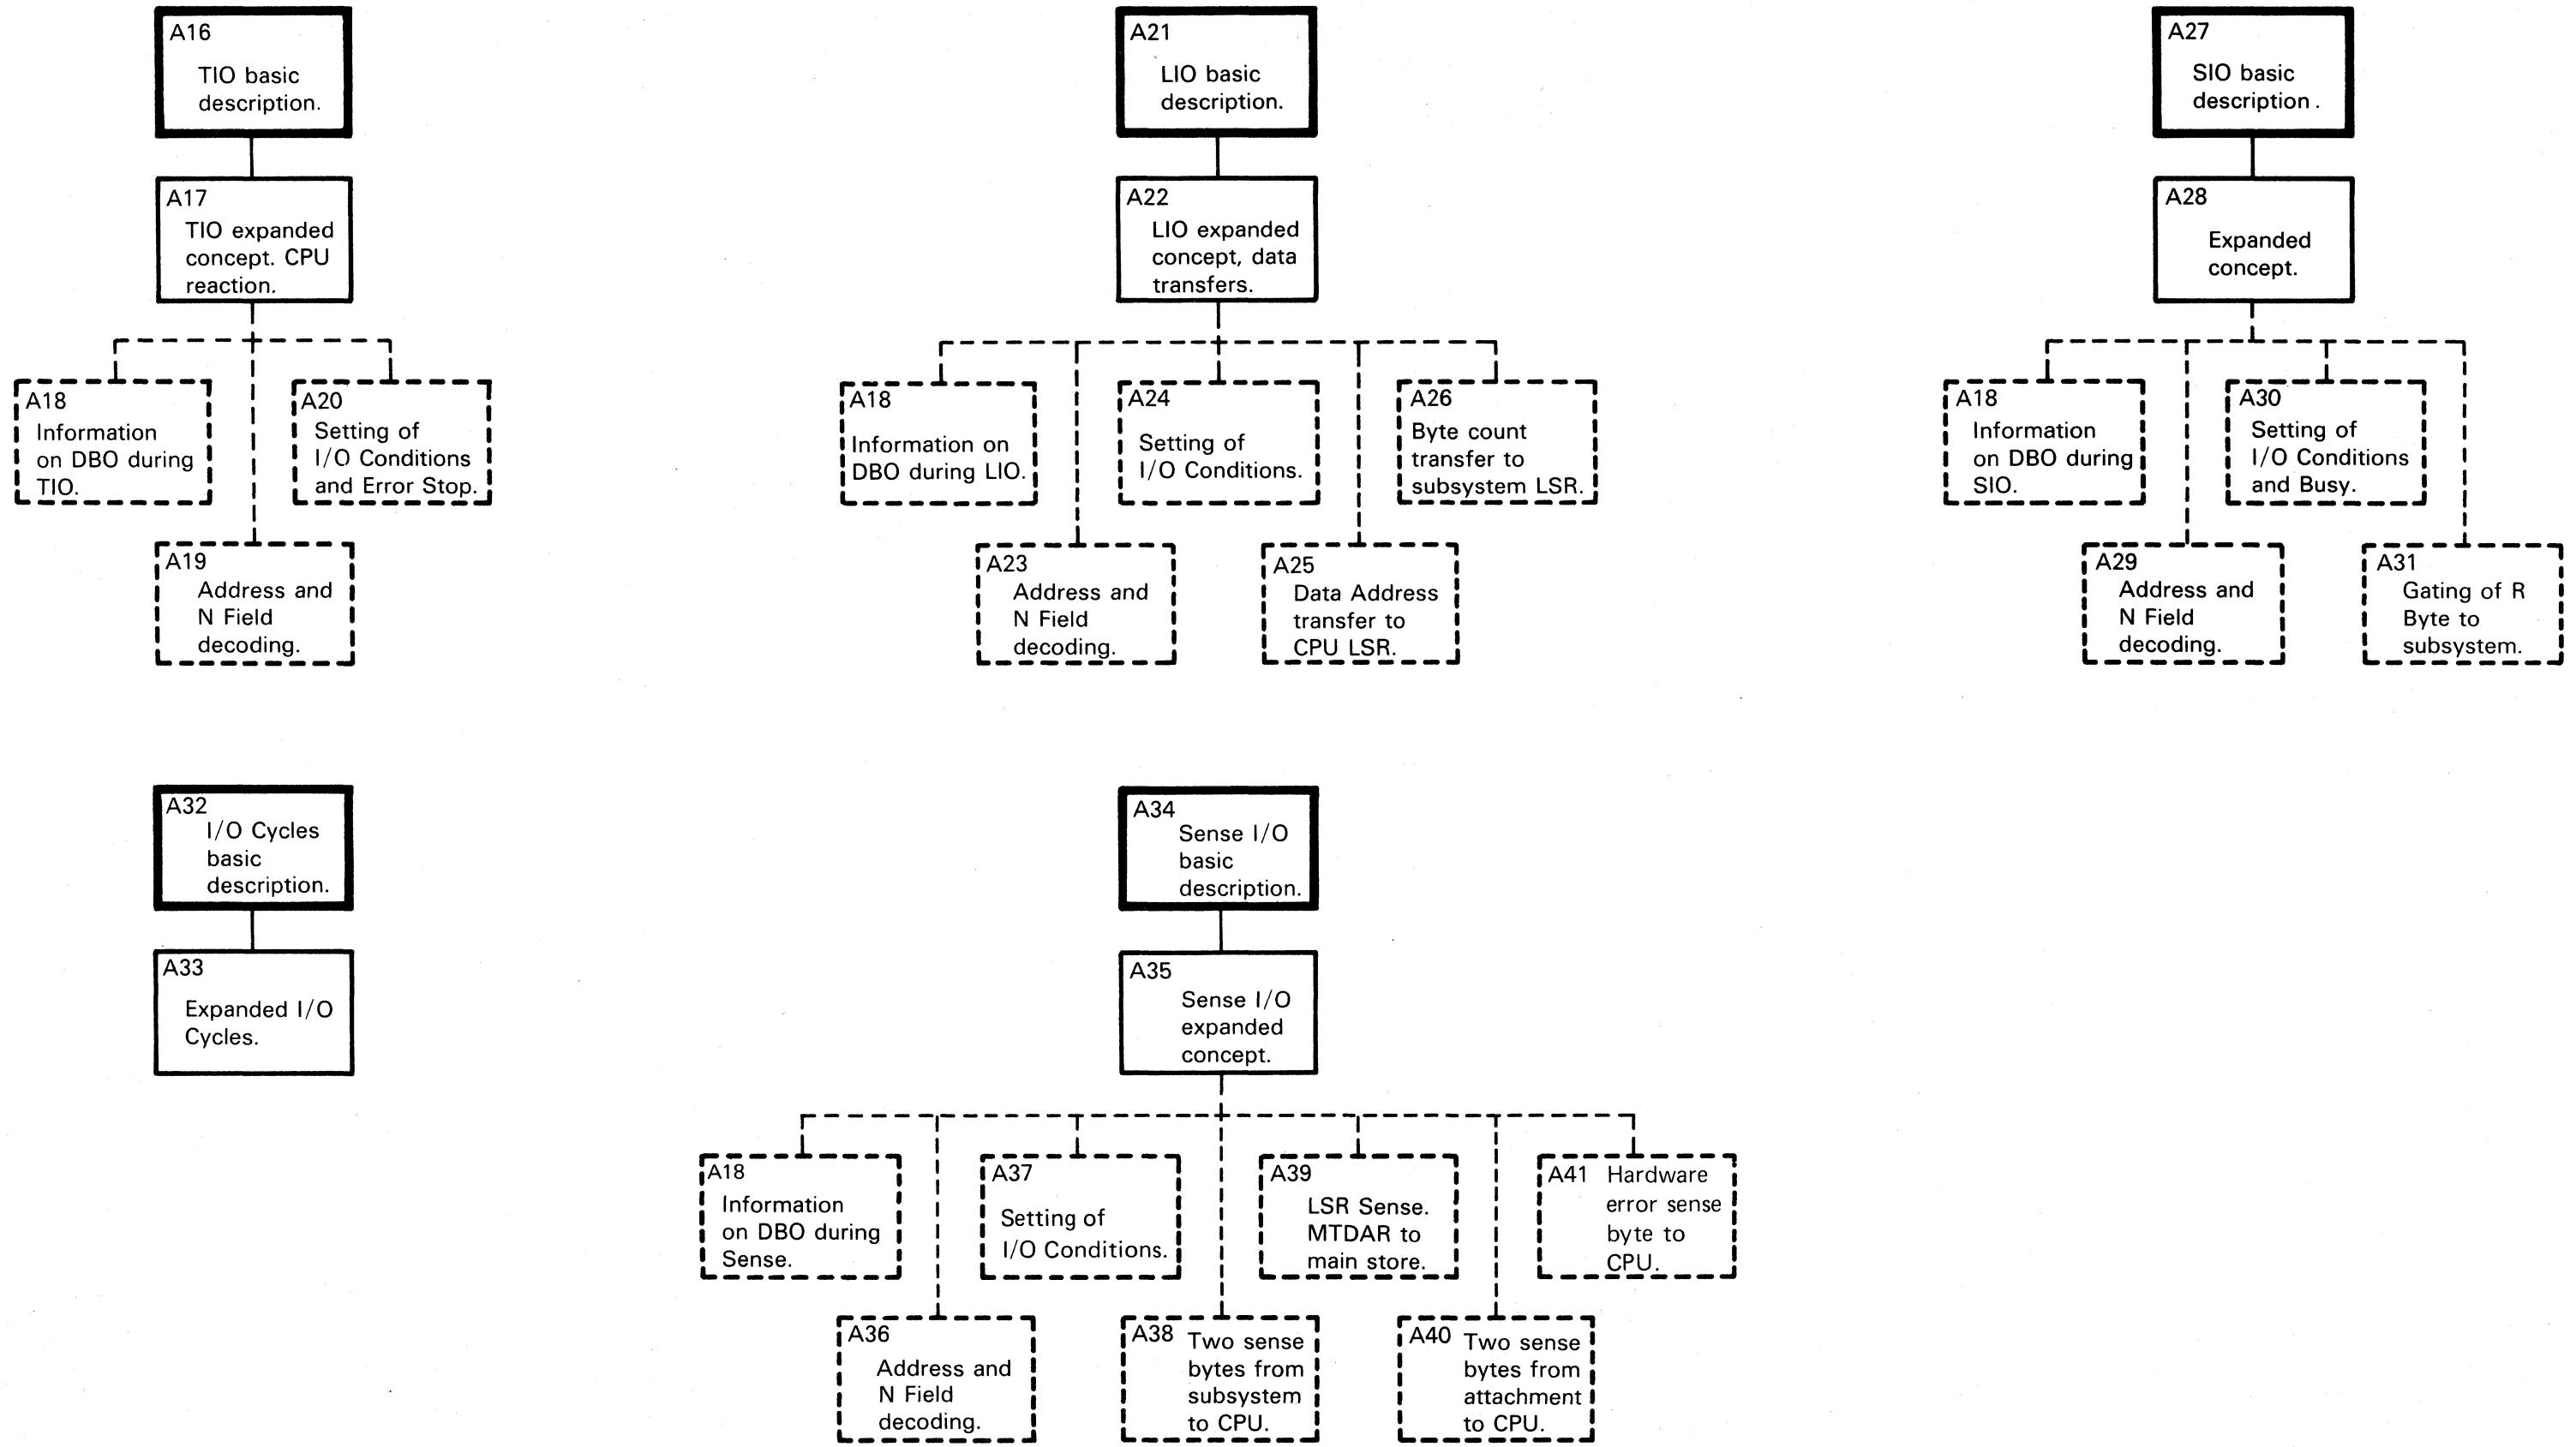 A16
TIO basic
description.
A17
TIO expanded
concept. CPU
reaction.
A18
Information
on DBO during
TIO.
A20
Setting of
I/O Conditions
and Error Stop.
A19
Address and
N Field
decoding.
A21
LIO basic
description.
A22
LIO expanded
concept, data
transfers.
A18
Information on
DBO during LIO.
A24
Setting of
I/O Conditions.
A26
Byte count
transfer to
subsystem LSR.
A23
Address and
N Field
decoding.
A25
Data Address
transfer to
CPU LSR.
A27
SIO basic
description.
A28
Expanded
concept.
A18
Information
on DBO during
SIO.
A30
Setting of
I/O Conditions
and Busy.
A29
Address and
N Field
decoding.
A31
Gating of R
Byte to
subsystem.
A32
I/O Cycles
basic
description.
A33
Expanded I/O
Cycles.
A34
Sense I/O
basic
description.
A35
Sense I/O
expanded
concept.
A18
Information
on DBO during
Sense.
A37
Setting of
I/O Conditions.
A39
LSR Sense.
MTDAR to
main store.
A41 Hardware
error sense
byte to
CPU.
A36
Address and
N Field
decoding.
A38 Two sense
bytes from
subsystem
to CPU.
A40 Two sense
bytes from
attachment
to CPU.